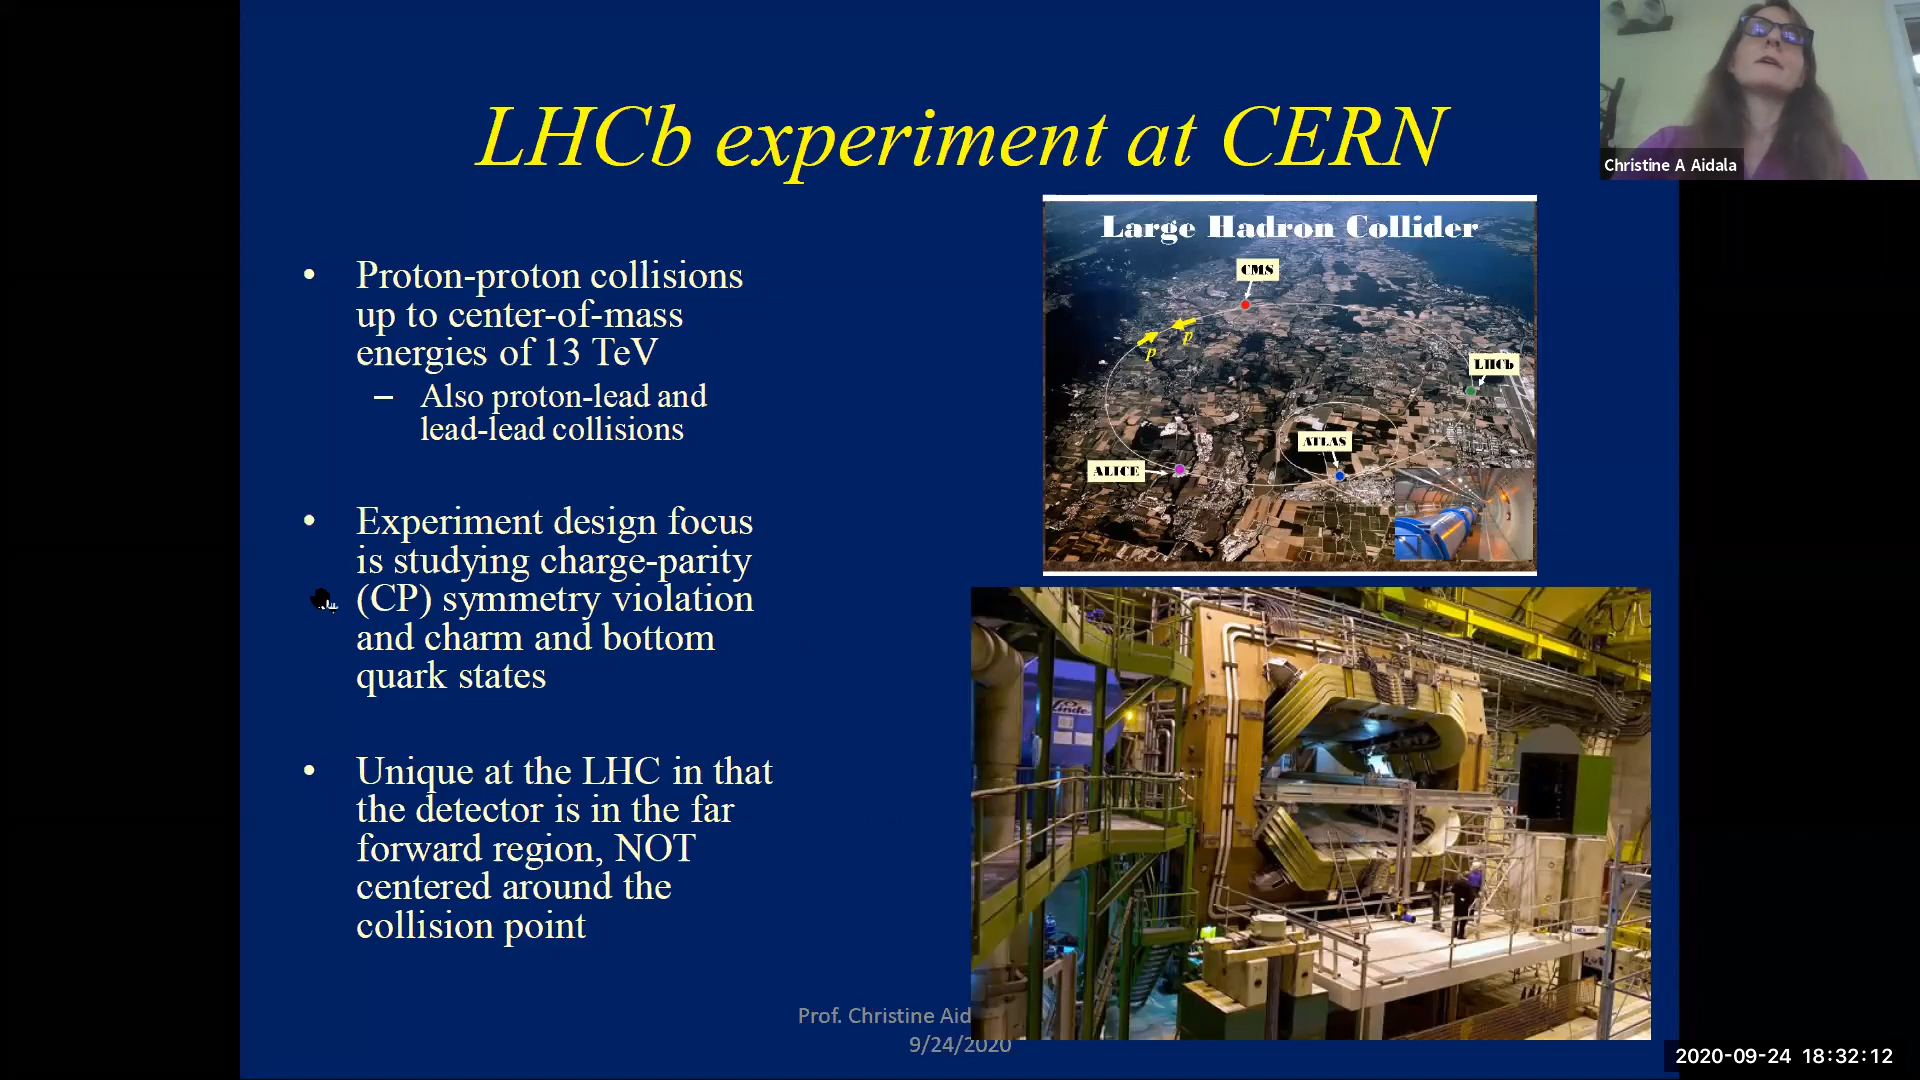 LHCb experiment at CERN
Christine A Aidala
• Proton-proton collisions
up to center-of-mass
energies of 13 TeV
– Also proton-lead and
lead-lead collisions
• Experiment design focus
is studying charge-parity
(CP) symmetry violation
and charm and bottom
quark states
• Unique at the LHC in that
the detector is in the far
forward region, NOT
centered around the
collision point
Large Hadron Collider
CMS
p
p
LHCb
ATLAS
ALICE
Linde
Prof. Christine Aid
9/24/2020
2020-09-24 18:32:12